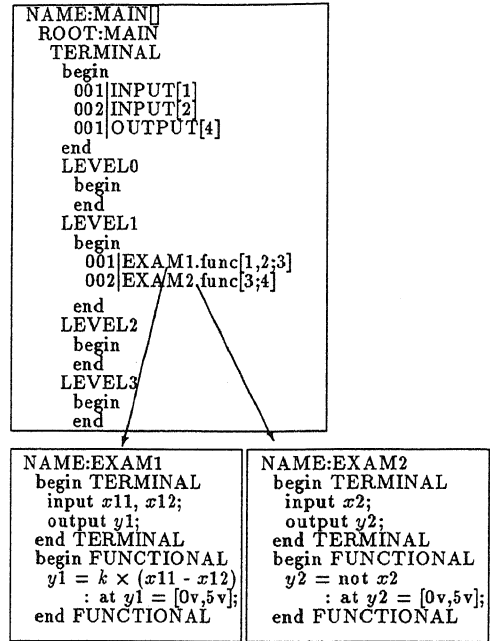 NAME:MAIN[]
ROOT:MAIN
TERMINAL
begin
001|INPUT[1]
002|INPUT[2]
001|OUTPUT[4]
end
LEVEL0
begin
end
LEVEL1
begin
001|EXAM1.func[1,2;3]
002|EXAM2.func[3;4]
end
LEVEL2
begin
end
LEVEL3
begin
end
NAME:EXAM1
begin TERMINAL
input x11, x12;
output y1;
end TERMINAL
begin FUNCTIONAL
y1 = k × (x11 - x12)
: at y1 = [0v,5v];
end FUNCTIONAL
NAME:EXAM2
begin TERMINAL
input x2;
output y2;
end TERMINAL
begin FUNCTIONAL
y2 = not x2
: at y2 = [0v,5v];
end FUNCTIONAL